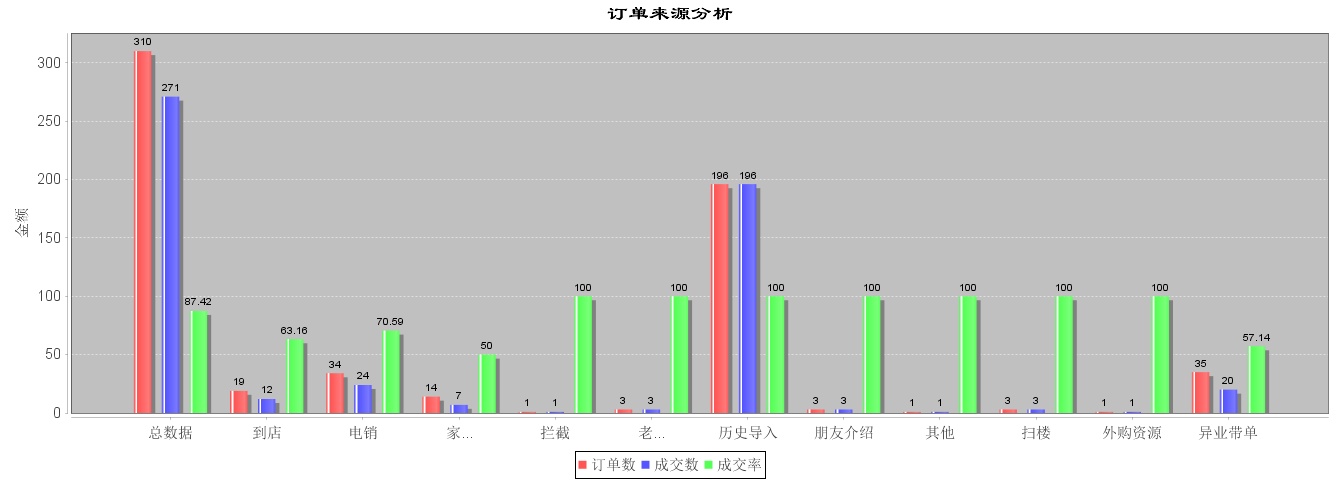 订单来源分析
金额
300
250
200
150
100
50
0
310 271 87.42
19 12 63.16
34 24 70.59
14 7 50
1 1 100
3 3 100
196 196 100
3 3 100
1 1 100
3 3 100
1 1 100
35 20 57.14
总数据 到店 电销 家... 拦截 老... 历史导入 朋友介绍 其他 扫楼 外购资源 异业带单
订单数 成交数 成交率